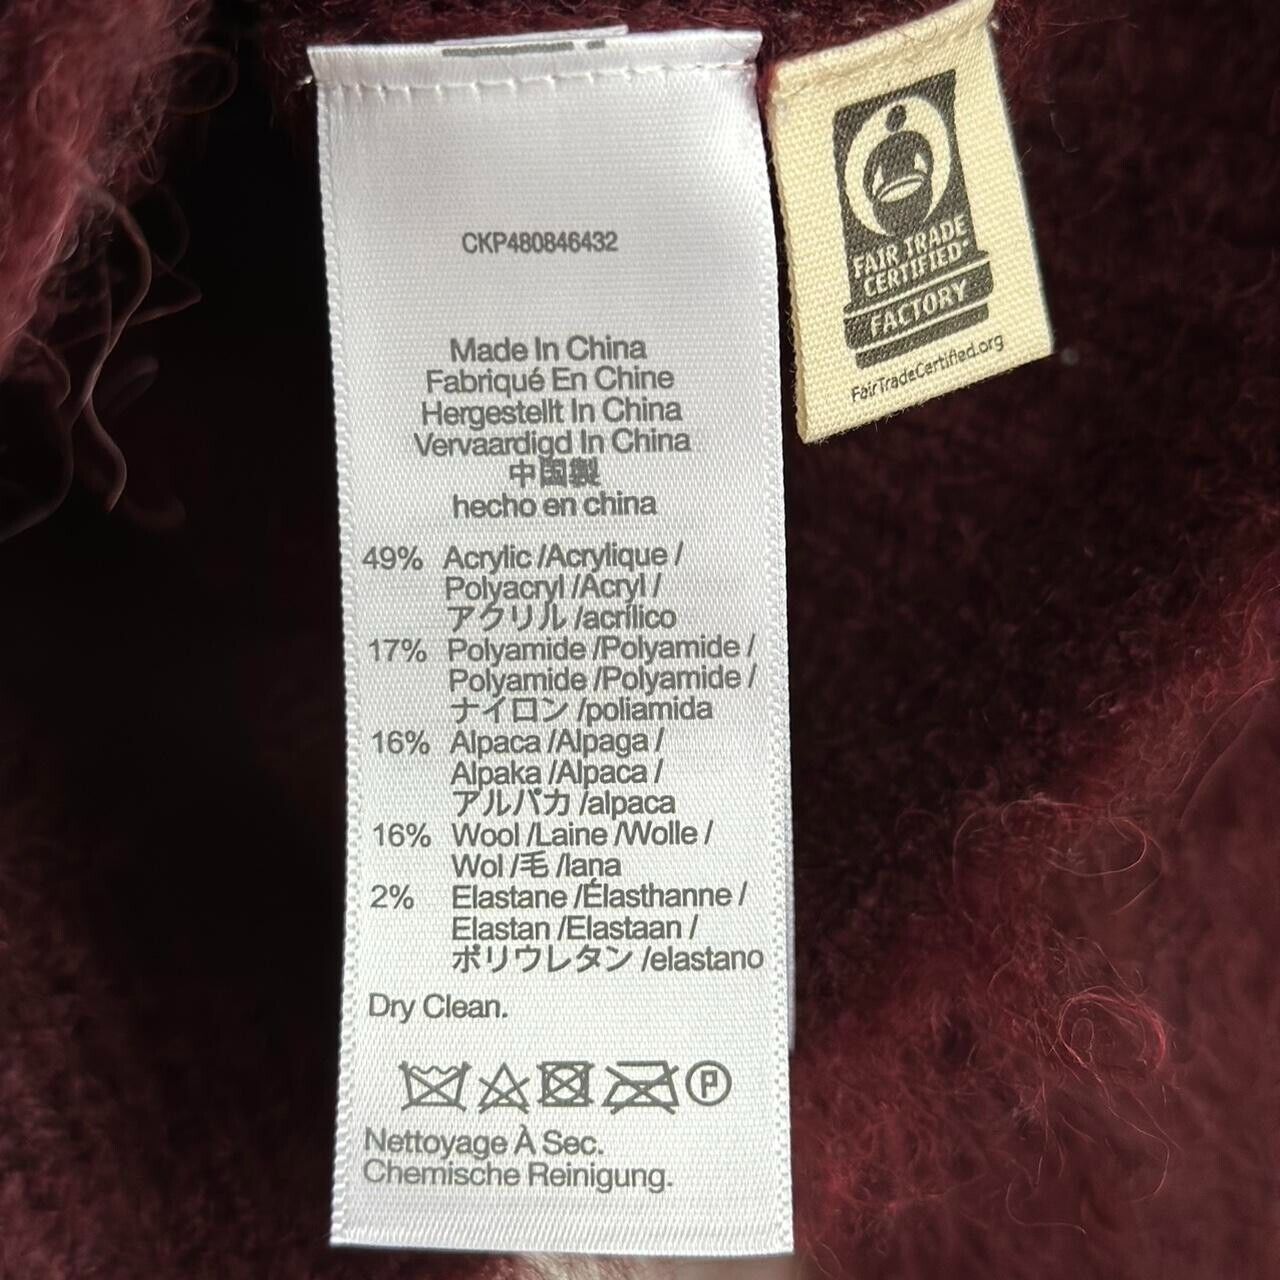 CKP480846432
Made In China
Fabriqué En Chine
Hergestellt In China
Vervaardigd In China
中国製
hecho en china
49% Acrylic /Acrylique /
Polyacryl /Acryl /
アクリル /acrílico
17% Polyamide /Polyamide /
Polyamide /Polyamide /
ナイロン /poliamida
16% Alpaca /Alpaga /
Alpaka /Alpaca /
アルパカ /alpaca
16% Wool /Laine /Wolle /
Wol /毛 /lana
2% Elastane /Élasthanne /
Elastan /Elastaan /
ポリウレタン /elastano
Dry Clean.
P
Nettoyage À Sec.
Chemische Reinigung.
FAIR TRADE
CERTIFIED
FACTORY
FairTradeCertified.org